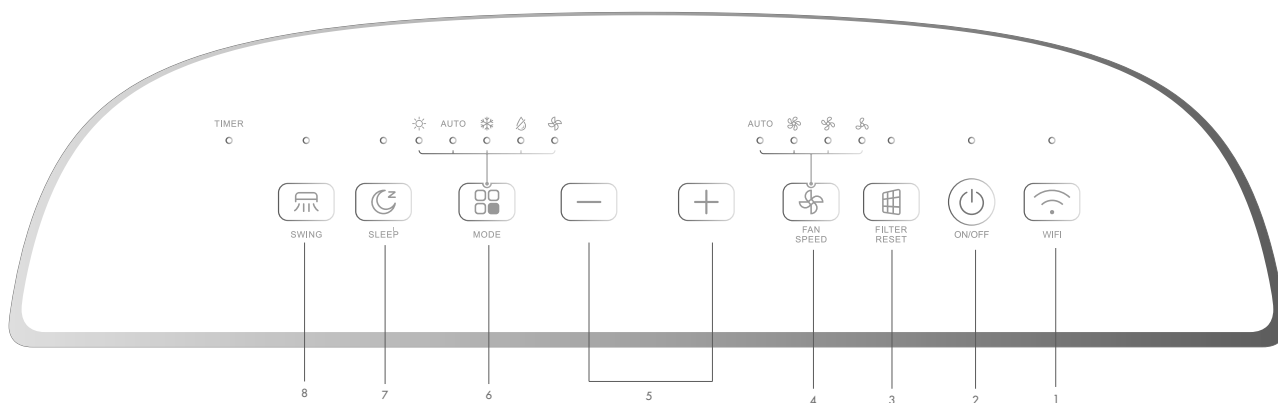 TIMER
AUTO
AUTO
Z
SWING
SLEEP
MODE
FAN
SPEED
FILTER
RESET
ON/OFF
WIFI
8
7
6
5
4
3
2
1